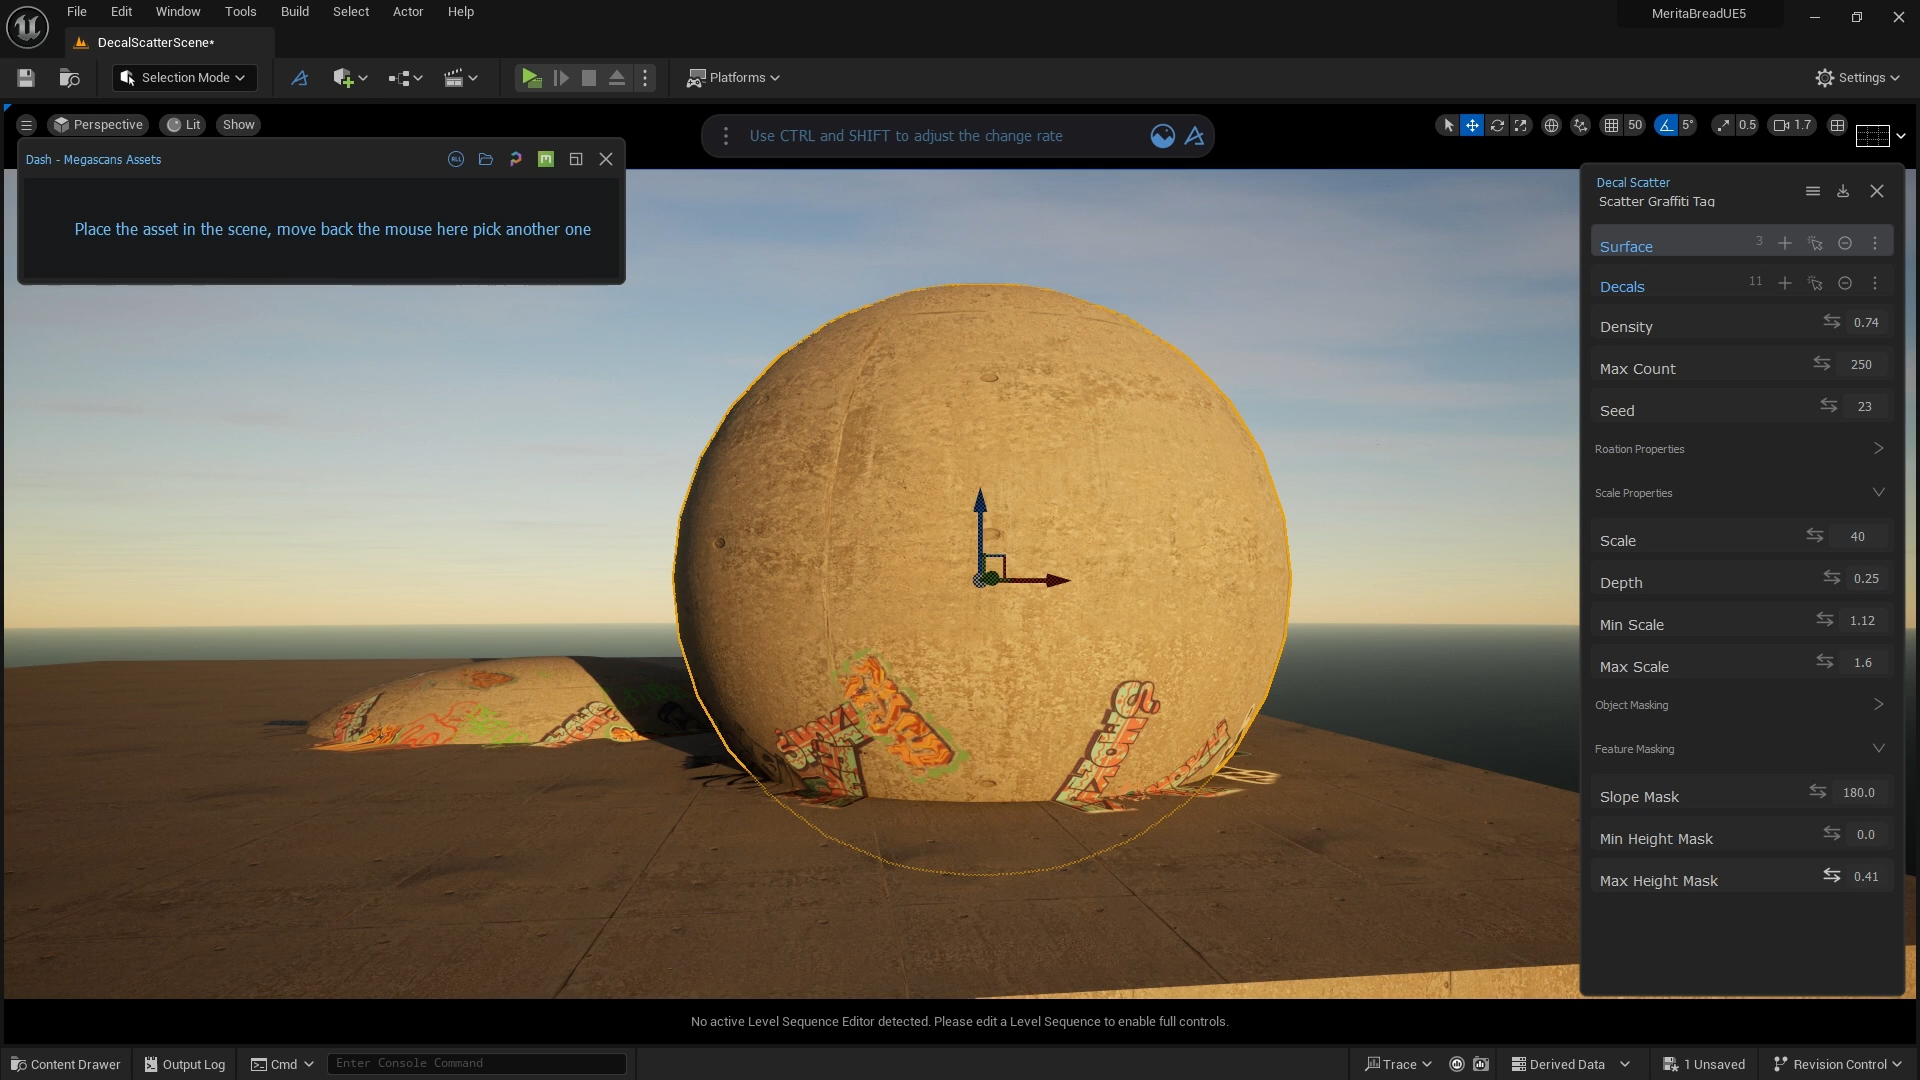 File Edit Window Tools Build Select Actor Help
MeritaBreadUE5
DecalScatterScene*
Selection Mode
Platforms
Settings
Perspective Lit Show
Use CTRL and SHIFT to adjust the change rate
50 5° 0.5 1.7
Dash - Megascans Assets
Place the asset in the scene, move back the mouse here pick another one
Decal Scatter
Scatter Graffiti Tag
Surface 3
Decals 11
Density 0.74
Max Count 250
Seed 23
Roation Properties
Scale Properties
Scale 40
Depth 0.25
Min Scale 1.12
Max Scale 1.6
Object Masking
Feature Masking
Slope Mask 180.0
Min Height Mask 0.0
Max Height Mask 0.41
No active Level Sequence Editor detected. Please edit a Level Sequence to enable full controls.
Content Drawer Output Log Cmd Enter Console Command Trace Derived Data 1 Unsaved Revision Control